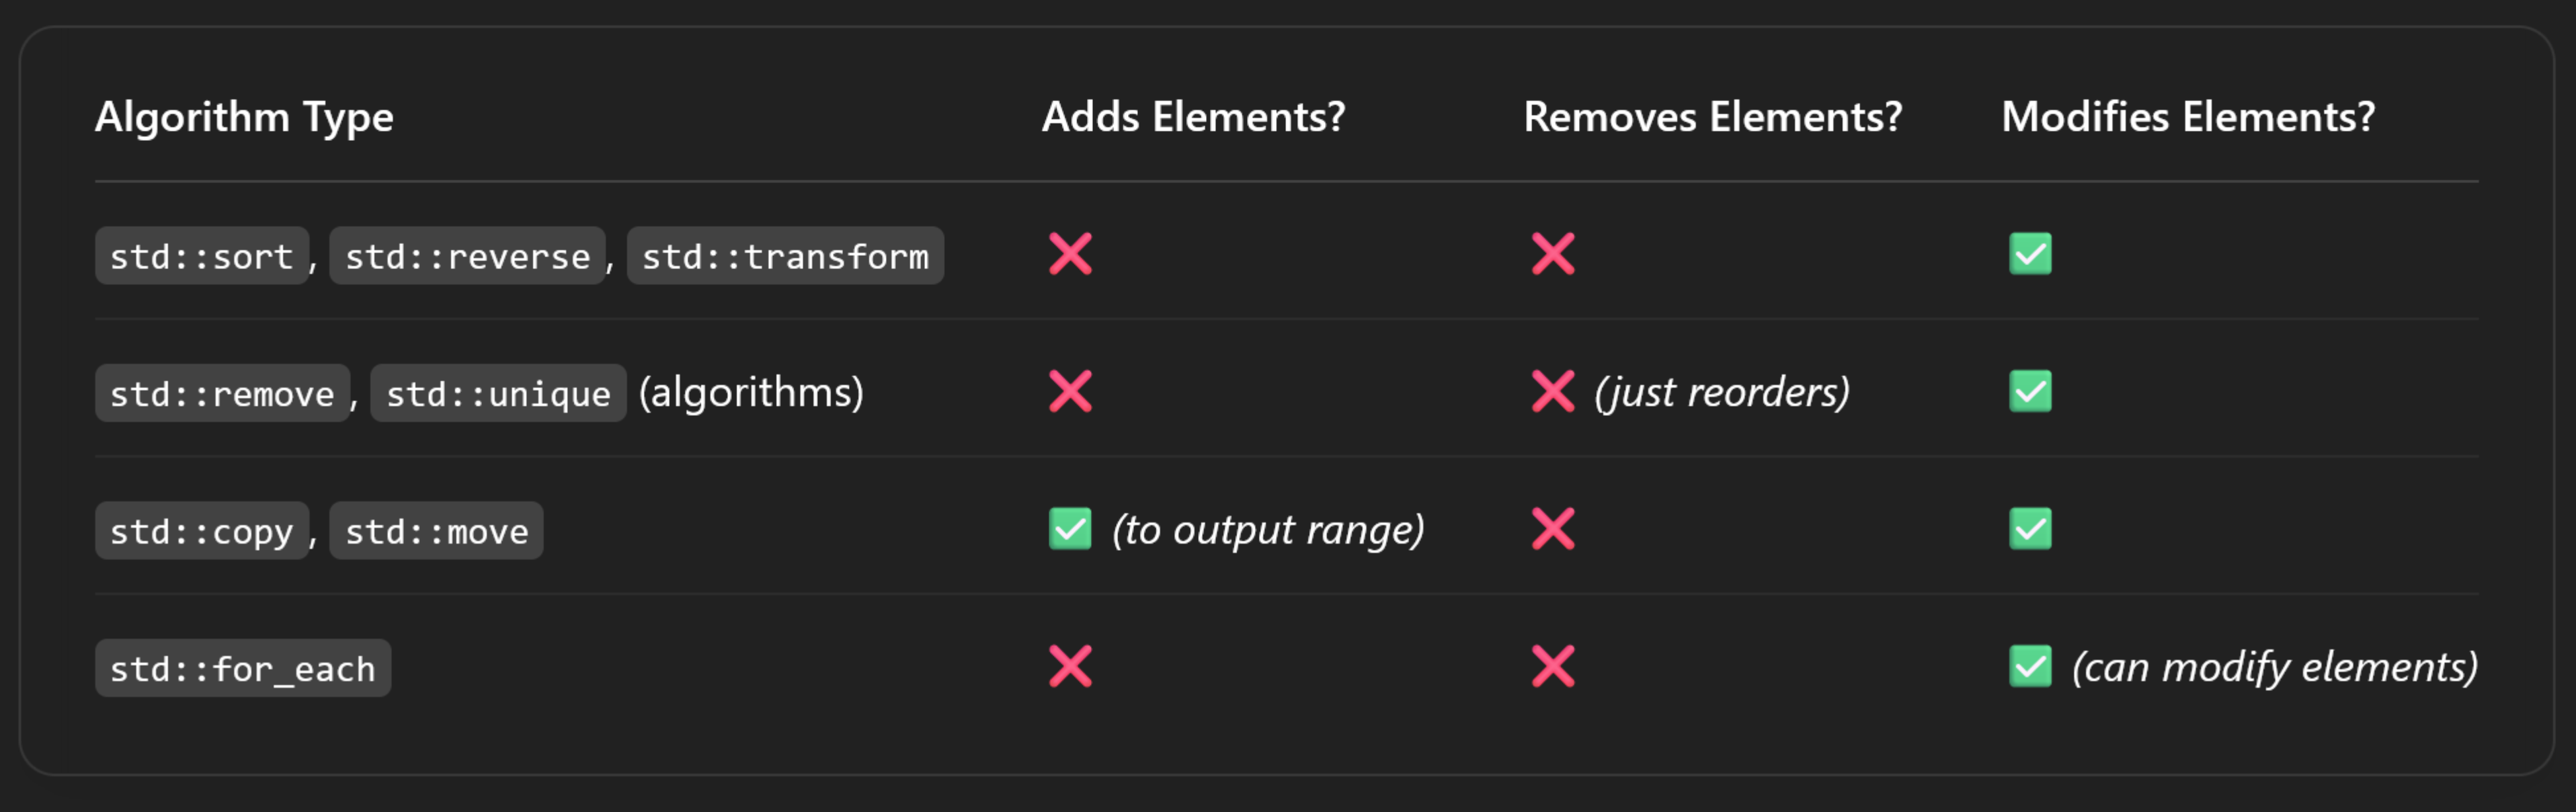 Algorithm Type Adds Elements? Removes Elements? Modifies Elements?
std::sort, std::reverse, std::transform ❌ ❌ ✅
std::remove, std::unique (algorithms) ❌ ❌ (just reorders) ✅
std::copy, std::move ✅ (to output range) ❌ ✅
std::for_each ❌ ❌ ✅ (can modify elements)